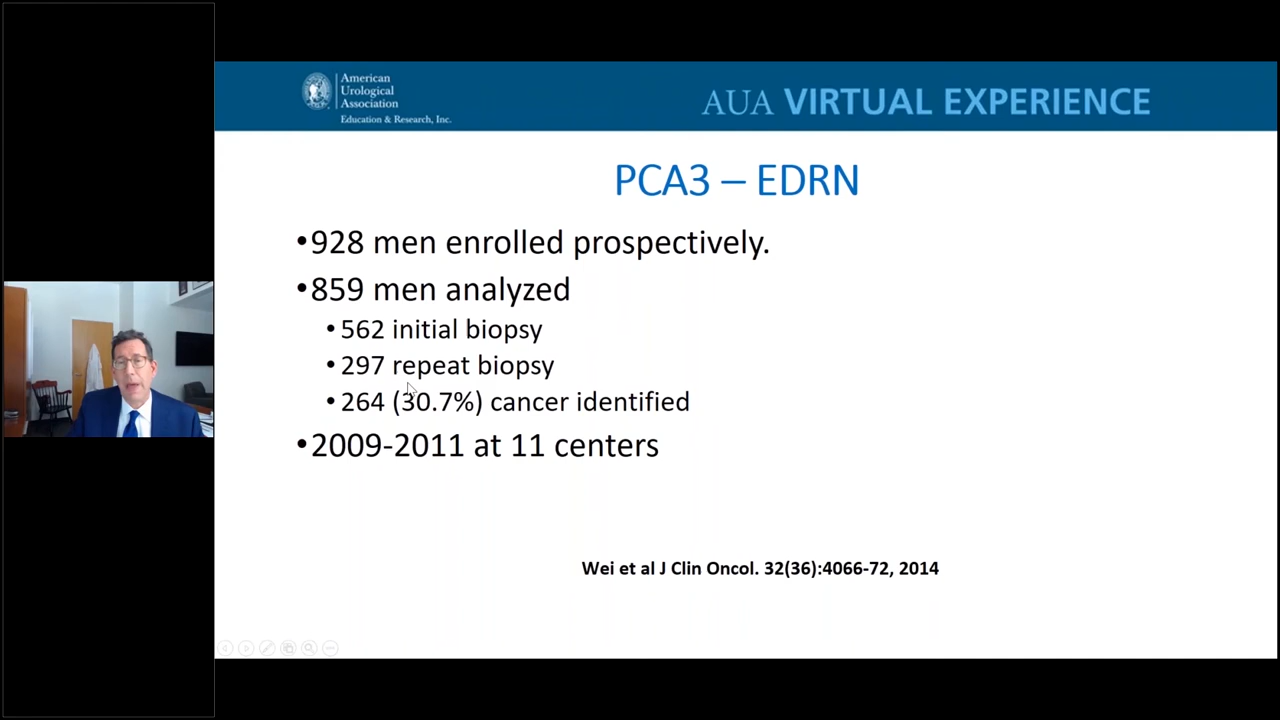 American
Urological
Association
Education & Research, Inc.
AUA VIRTUAL EXPERIENCE
PCA3 – EDRN
•928 men enrolled prospectively.
•859 men analyzed
•562 initial biopsy
•297 repeat biopsy
•264 (30.7%) cancer identified
•2009-2011 at 11 centers
Wei et al J Clin Oncol. 32(36):4066-72, 2014